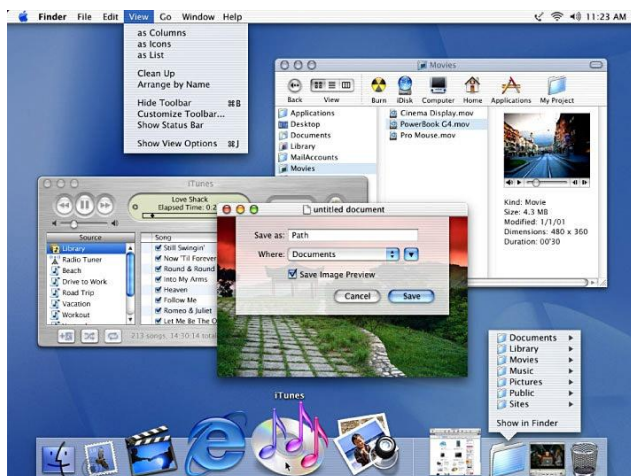 Finder File Edit View Go Window Help
11:23 AM
as Columns
as Icons
as List
Clean Up
Arrange by Name
Hide Toolbar ⌘B
Customize Toolbar...
Show Status Bar
Show View Options ⌘J
Movies
Back View Burn iDisk Computer Home Applications My Project
Applications
Desktop
Documents
Library
MailAccounts
Movies
Cinema Display.mov
PowerBook G4.mov
Pro Mouse.mov
Kind: Movie
Size: 4.3 MB
Modified: 1/1/01
Dimensions: 480 x 360
Duration: 00'30
iTunes
Love Shack
Elapsed Time: 0:2
Source
Library
Radio Tuner
Beach
Drive to Work
Road Trip
Vacation
Workout
Song
Still Swingin'
Now 'Til Forever
Round & Round
Into My Arms
Heaven
Follow Me
Romeo & Juliet
Let Me Be The O
213 songs, 14:30:14 total
untitled document
Save as: Path
Where: Documents
Save Image Preview
Cancel Save
Documents
Library
Movies
Music
Pictures
Public
Sites
Show in Finder
iTunes